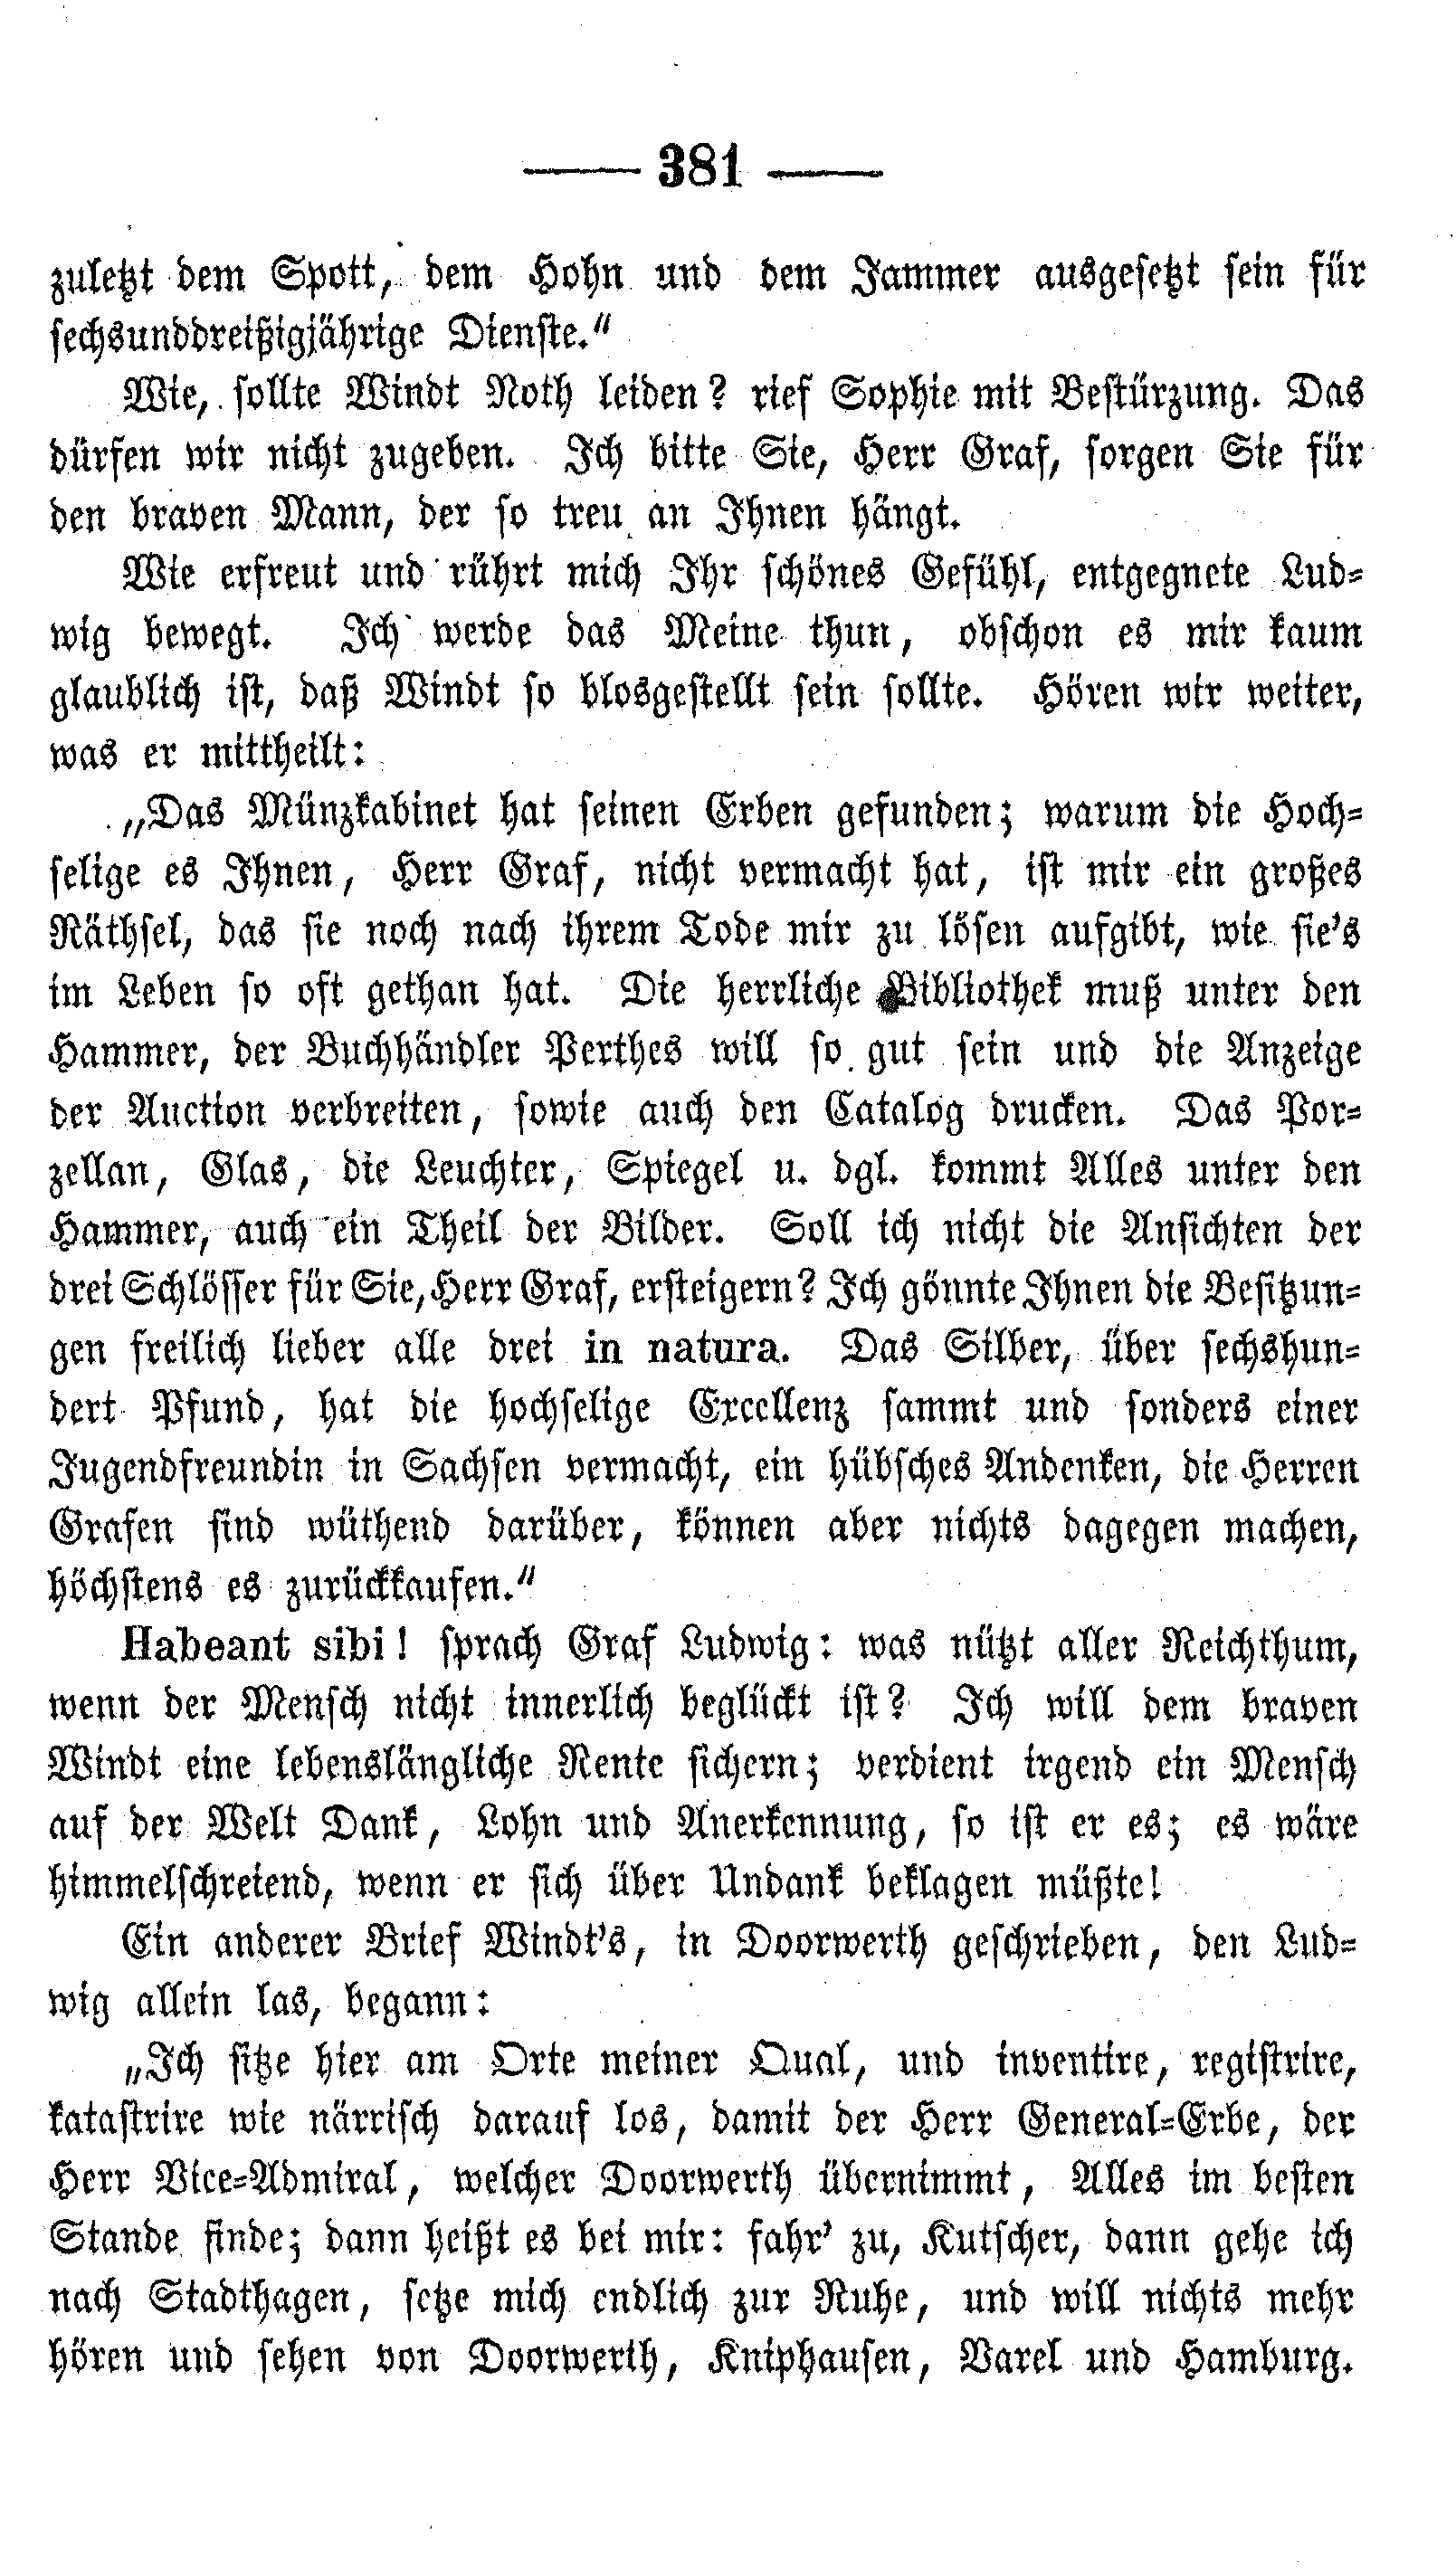 — 381 —
zuletzt dem Spott, dem Hohn und dem Jammer ausgesetzt sein für
sechsunddreißigjährige Dienste.“
Wie, sollte Windt Noth leiden? rief Sophie mit Bestürzung. Das
dürfen wir nicht zugeben. Ich bitte Sie, Herr Graf, sorgen Sie für
den braven Mann, der so treu an Ihnen hängt.
Wie erfreut und rührt mich Ihr schönes Gefühl, entgegnete Lud-
wig bewegt. Ich werde das Meine thun, obschon es mir kaum
glaublich ist, daß Windt so blosgestellt sein sollte. Hören wir weiter,
was er mittheilt:
„Das Münzkabinet hat seinen Erben gefunden; warum die Hoch-
selige es Ihnen, Herr Graf, nicht vermacht hat, ist mir ein großes
Räthsel, das sie noch nach ihrem Tode mir zu lösen aufgibt, wie sie’s
im Leben so oft gethan hat. Die herrliche Bibliothek muß unter den
Hammer, der Buchhändler Perthes will so gut sein und die Anzeige
der Auction verbreiten, sowie auch den Catalog drucken. Das Por-
zellan, Glas, die Leuchter, Spiegel u. dgl. kommt Alles unter den
Hammer, auch ein Theil der Bilder. Soll ich nicht die Ansichten der
drei Schlösser für Sie, Herr Graf, ersteigern? Ich gönnte Ihnen die Besitzun-
gen freilich lieber alle drei in natura. Das Silber, über sechshun-
dert Pfund, hat die hochselige Excellenz sammt und sonders einer
Jugendfreundin in Sachsen vermacht, ein hübsches Andenken, die Herren
Grafen sind wüthend darüber, können aber nichts dagegen machen,
höchstens es zurückkaufen.“
Habeant sibi! sprach Graf Ludwig: was nützt aller Reichthum,
wenn der Mensch nicht innerlich beglückt ist? Ich will dem braven
Windt eine lebenslängliche Rente sichern; verdient irgend ein Mensch
auf der Welt Dank, Lohn und Anerkennung, so ist er es; es wäre
himmelschreiend, wenn er sich über Undank beklagen müßte!
Ein anderer Brief Windt’s, in Doorwerth geschrieben, den Lud-
wig allein las, begann:
„Ich sitze hier am Orte meiner Qual, und inventire, registrire,
katastrire wie närrisch darauf los, damit der Herr General-Erbe, der
Herr Vice-Admiral, welcher Doorwerth übernimmt, Alles im besten
Stande finde; dann heißt es bei mir: fahr’ zu, Kutscher, dann gehe ich
nach Stadthagen, setze mich endlich zur Ruhe, und will nichts mehr
hören und sehen von Doorwerth, Kniphausen, Varel und Hamburg.